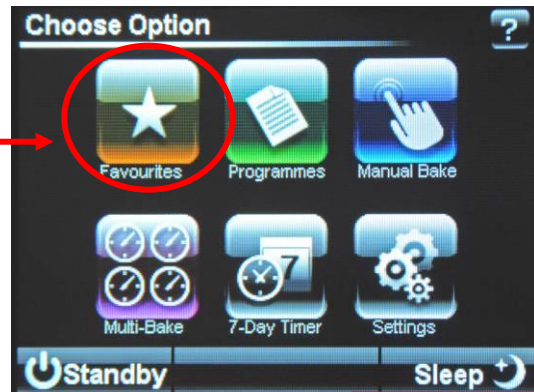 Choose Option
?
Favourites Programmes Manual Bake
7
Multi-Bake 7-Day Timer Settings
Standby Sleep